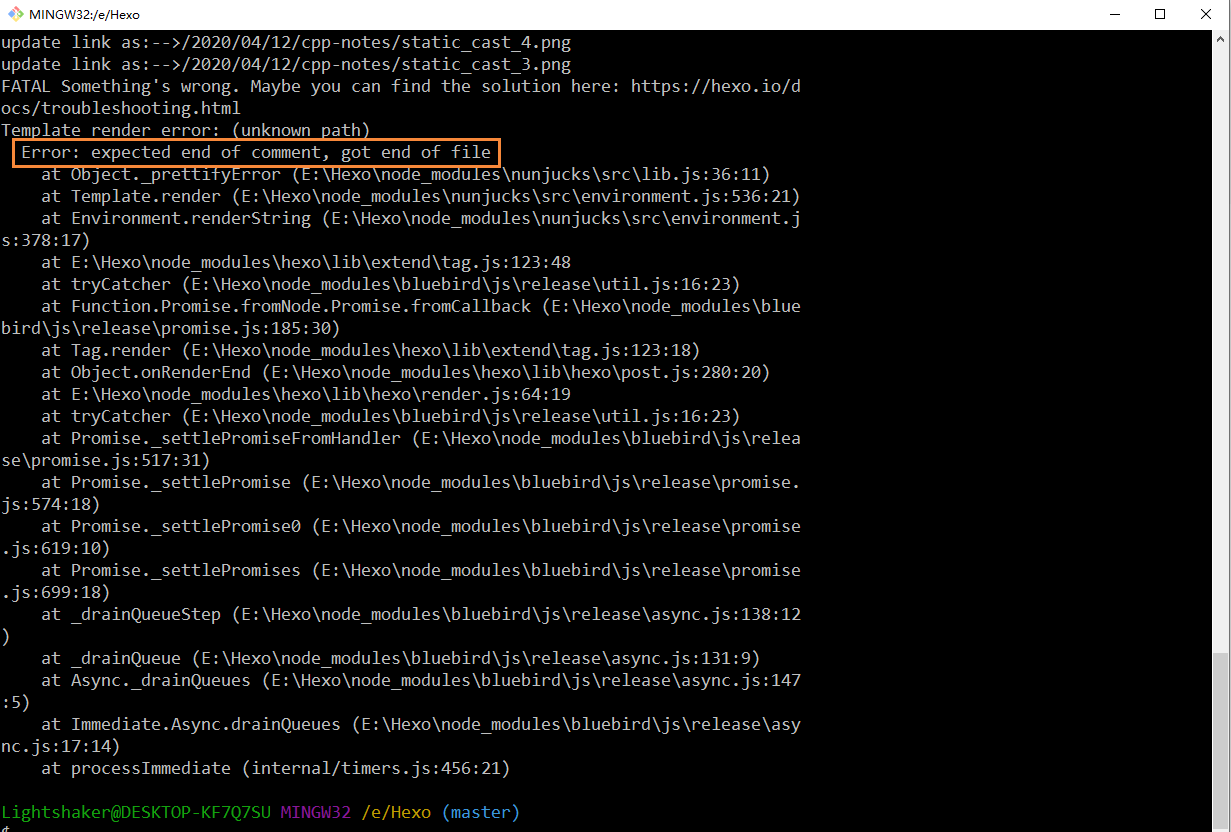 MINGW32:/e/Hexo
update link as:-->/2020/04/12/cpp-notes/static_cast_4.png
update link as:-->/2020/04/12/cpp-notes/static_cast_3.png
FATAL Something's wrong. Maybe you can find the solution here: https://hexo.io/d
ocs/troubleshooting.html
Template render error: (unknown path)
Error: expected end of comment, got end of file
at Object._prettifyError (E:\Hexo\node_modules\nunjucks\src\lib.js:36:11)
at Template.render (E:\Hexo\node_modules\nunjucks\src\environment.js:536:21)
at Environment.renderString (E:\Hexo\node_modules\nunjucks\src\environment.j
s:378:17)
at E:\Hexo\node_modules\hexo\lib\extend\tag.js:123:48
at tryCatcher (E:\Hexo\node_modules\bluebird\js\release\util.js:16:23)
at Function.Promise.fromNode.Promise.fromCallback (E:\Hexo\node_modules\blue
bird\js\release\promise.js:185:30)
at Tag.render (E:\Hexo\node_modules\hexo\lib\extend\tag.js:123:18)
at Object.onRenderEnd (E:\Hexo\node_modules\hexo\lib\hexo\post.js:280:20)
at E:\Hexo\node_modules\hexo\lib\hexo\render.js:64:19
at tryCatcher (E:\Hexo\node_modules\bluebird\js\release\util.js:16:23)
at Promise._settlePromiseFromHandler (E:\Hexo\node_modules\bluebird\js\relea
se\promise.js:517:31)
at Promise._settlePromise (E:\Hexo\node_modules\bluebird\js\release\promise.
js:574:18)
at Promise._settlePromise0 (E:\Hexo\node_modules\bluebird\js\release\promise
.js:619:10)
at Promise._settlePromises (E:\Hexo\node_modules\bluebird\js\release\promise
.js:699:18)
at _drainQueueStep (E:\Hexo\node_modules\bluebird\js\release\async.js:138:12
)
at _drainQueue (E:\Hexo\node_modules\bluebird\js\release\async.js:131:9)
at Async._drainQueues (E:\Hexo\node_modules\bluebird\js\release\async.js:147
:5)
at Immediate.Async.drainQueues (E:\Hexo\node_modules\bluebird\js\release\asy
nc.js:17:14)
at processImmediate (internal/timers.js:456:21)
Lightshaker@DESKTOP-KF7Q7SU MINGW32 /e/Hexo (master)